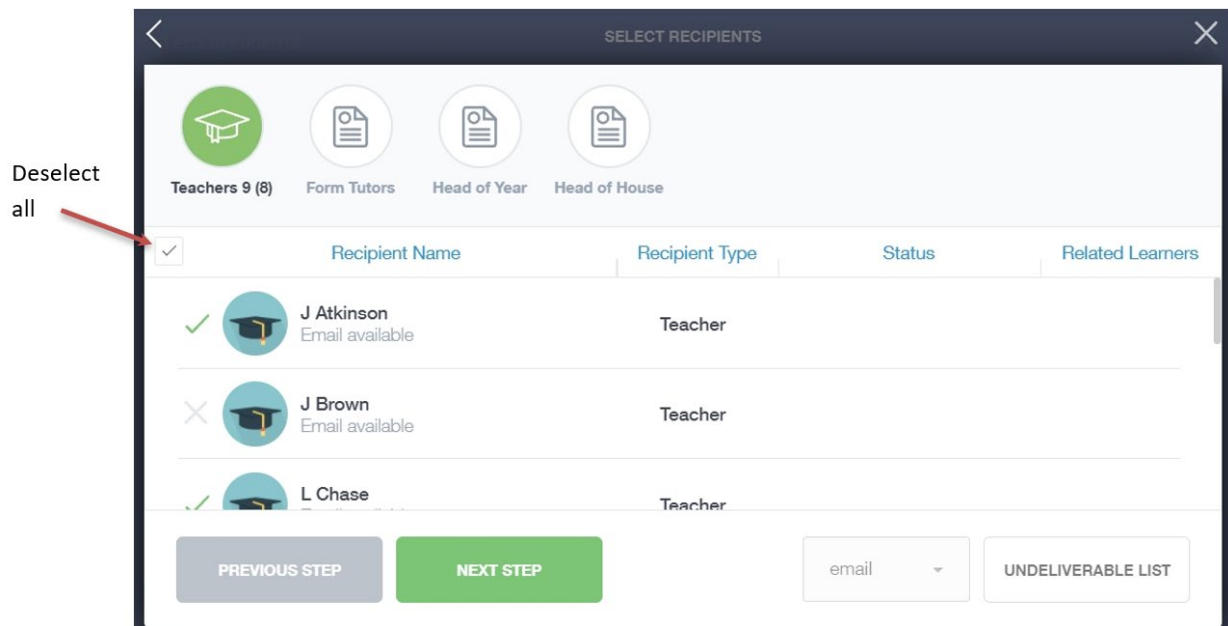 SELECT RECIPIENTS
Deselect
all
Teachers 9 (8)
Form Tutors
Head of Year
Head of House
Recipient Name
Recipient Type
Status
Related Learners
J Atkinson
Email available
Teacher
J Brown
Email available
Teacher
L Chase
Teacher
PREVIOUS STEP
NEXT STEP
email
UNDELIVERABLE LIST